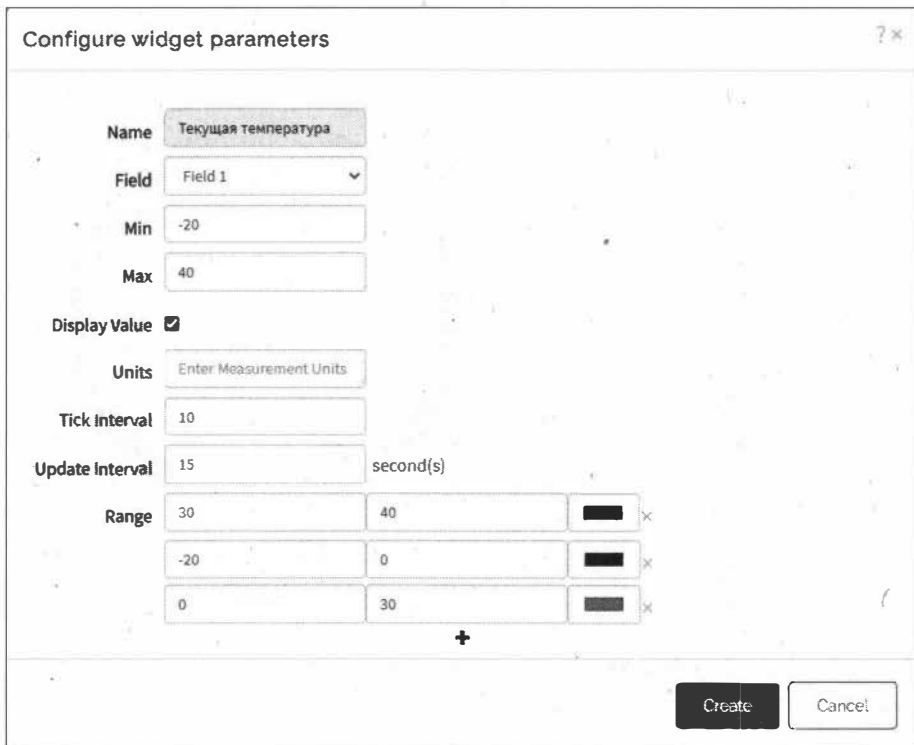 Configure widget parameters ? ×
Name Текущая температура
Field Field 1
Min -20
Max 40
Display Value
Units Enter Measurement Units
Tick Interval 10
Update Interval 15 second(s)
Range 30 40 ×
-20 0 ×
0 30 ×
+
Create Cancel